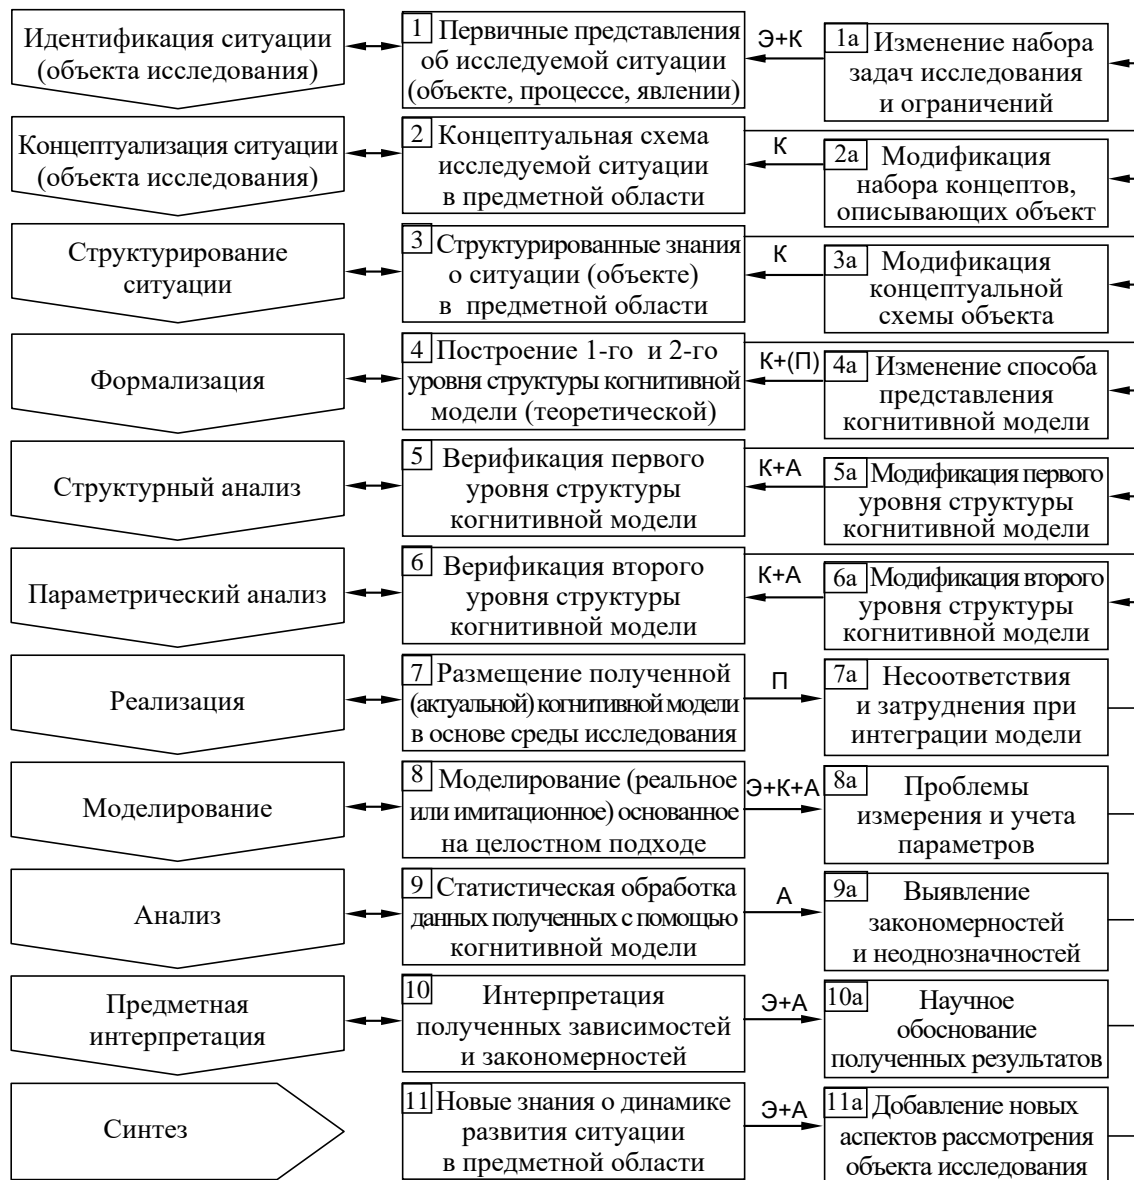 Идентификация ситуации
(объекта исследования)
1 Первичные представления
об исследуемой ситуации
(объекте, процессе, явлении)
Э+К
1а Изменение набора
задач исследования
и ограничений
Концептуализация ситуации
(объекта исследования)
2 Концептуальная схема
исследуемой ситуации
в предметной области
К
2а Модификация
набора концептов,
описывающих объект
Структурирование
ситуации
3 Структурированные знания
о ситуации (объекте)
в предметной области
К
3а Модификация
концептуальной
схемы объекта
Формализация
4 Построение 1-го и 2-го
уровня структуры когнитивной
модели (теоретической)
К+(П)
4а Изменение способа
представления
когнитивной модели
Структурный анализ
5 Верификация первого
уровня структуры
когнитивной модели
К+А
5а Модификация первого
уровня структуры
когнитивной модели
Параметрический анализ
6 Верификация второго
уровня структуры
когнитивной модели
К+А
6а Модификация второго
уровня структуры
когнитивной модели
Реализация
7 Размещение полученной
(актуальной) когнитивной модели
в основе среды исследования
П
7а Несоответствия
и затруднения при
интеграции модели
Моделирование
8 Моделирование (реальное
или имитационное) основанное
на целостном подходе
Э+К+А
8а Проблемы
измерения и учета
параметров
Анализ
9 Статистическая обработка
данных полученных с помощью
когнитивной модели
А
9а Выявление
закономерностей
и неоднозначностей
Предметная
интерпретация
10 Интерпретация
полученных зависимостей
и закономерностей
Э+А
10а Научное
обоснование
полученных результатов
Синтез
11 Новые знания о динамике
развития ситуации
в предметной области
Э+А
11а Добавление новых
аспектов рассмотрения
объекта исследования